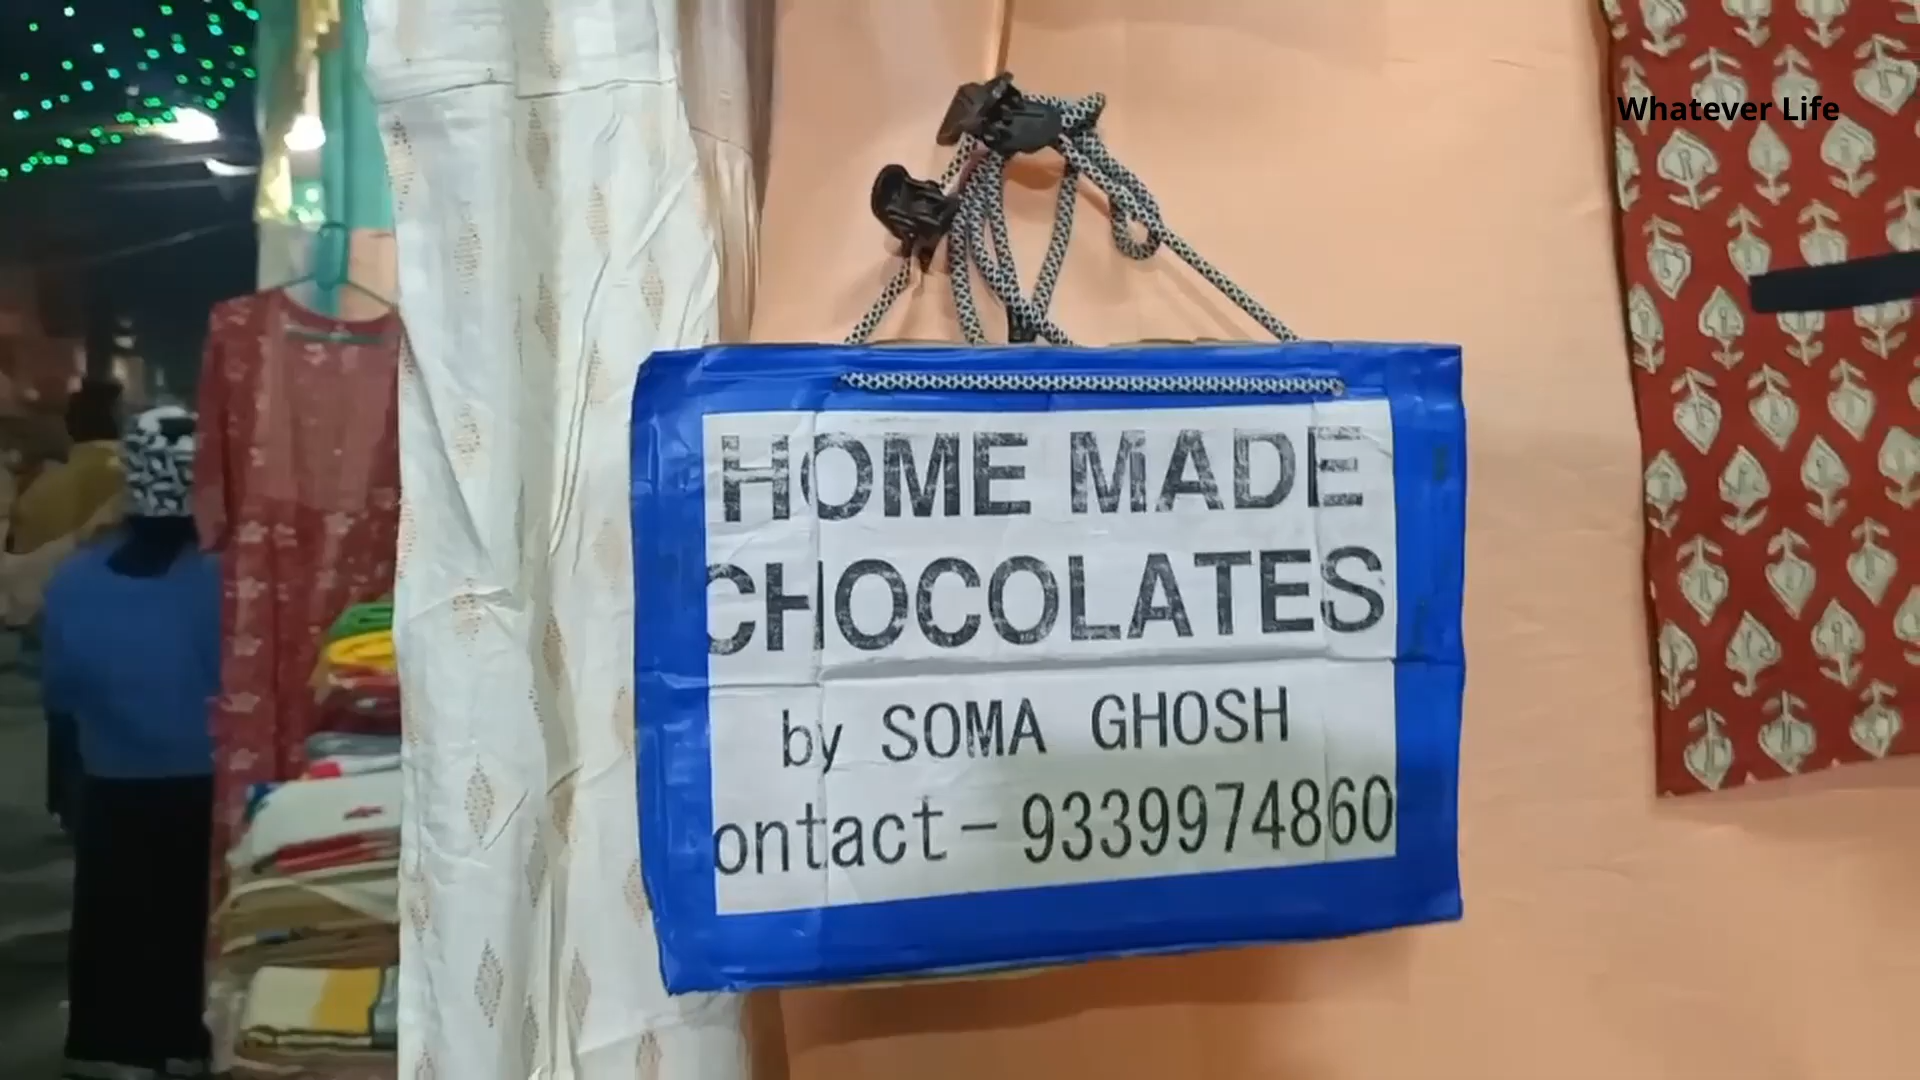 Whatever Life
HOME MADE
CHOCOLATES
by SOMA GHOSH
ontact - 9339974860